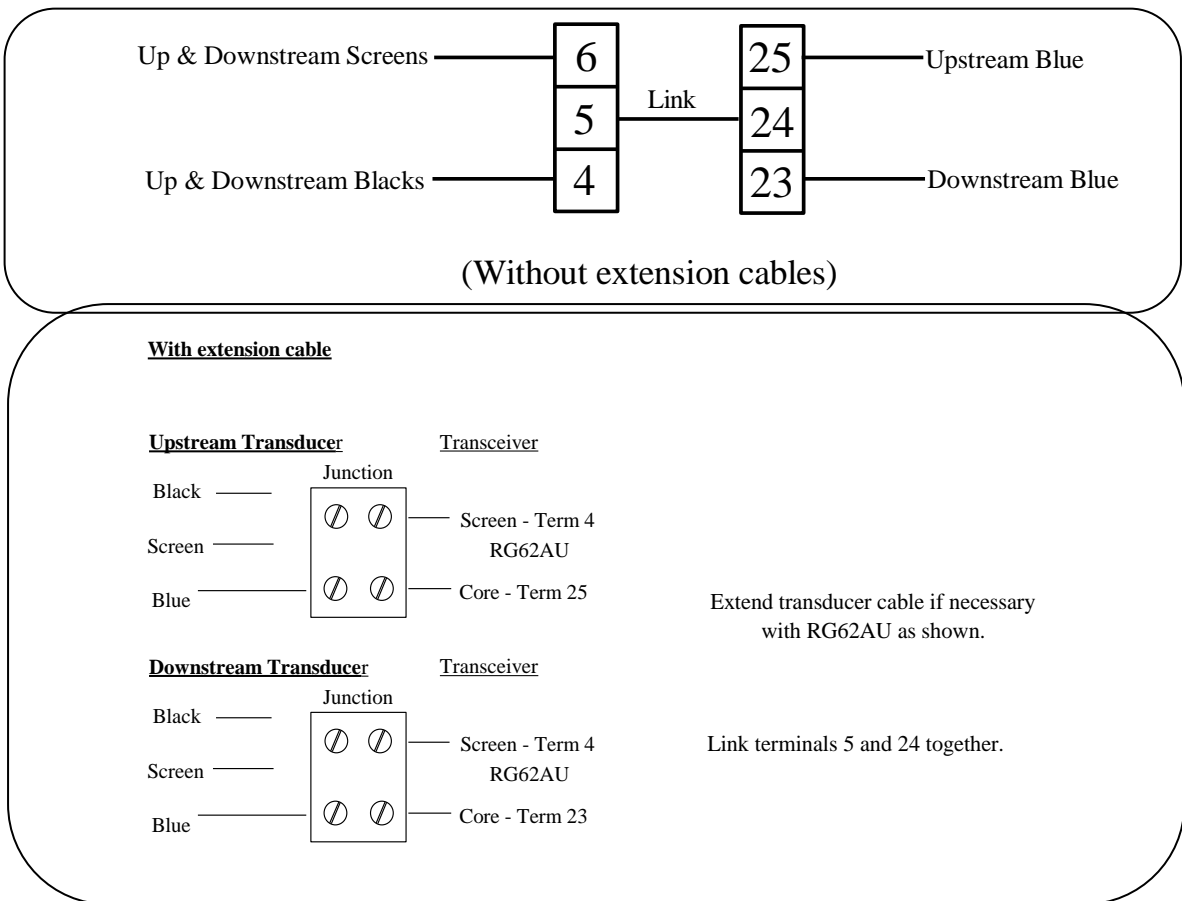 Up & Downstream Screens
6
25
Upstream Blue
Link
5
24
Up & Downstream Blacks
4
23
Downstream Blue
(Without extension cables)
With extension cable
Upstream Transducer
Transceiver
Junction
Black
Screen - Term 4
Screen
RG62AU
Blue
Core - Term 25
Extend transducer cable if necessary
with RG62AU as shown.
Downstream Transducer
Transceiver
Junction
Black
Screen - Term 4
Screen
RG62AU
Blue
Core - Term 23
Link terminals 5 and 24 together.